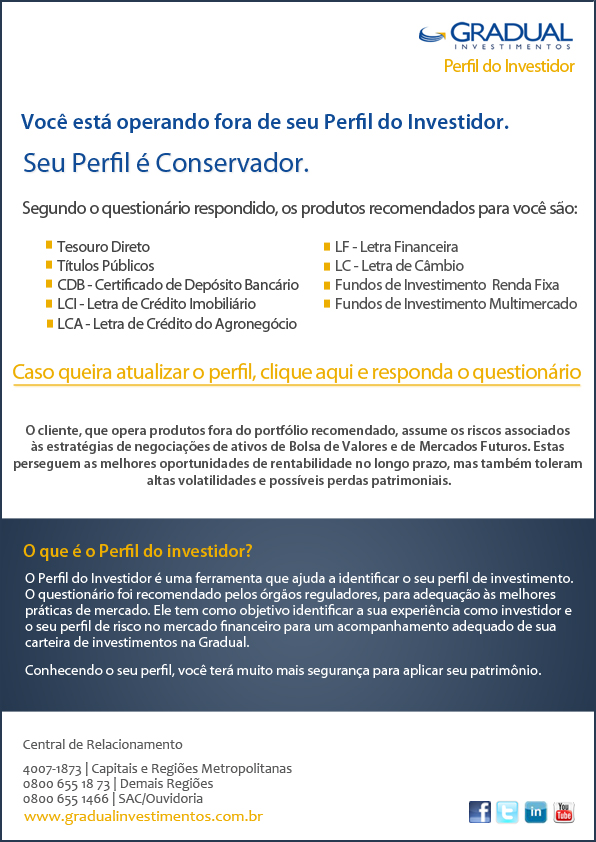 GRADUAL
INVESTIMENTOS
Perfil do Investidor
Você está operando fora de seu Perfil do Investidor.
Seu Perfil é Conservador.
Segundo o questionário respondido, os produtos recomendados para você são:
Tesouro Direto
Títulos Públicos
CDB - Certificado de Depósito Bancário
LCI - Letra de Crédito Imobiliário
LCA - Letra de Crédito do Agronegócio
LF - Letra Financeira
LC - Letra de Câmbio
Fundos de Investimento Renda Fixa
Fundos de Investimento Multimercado
Caso queira atualizar o perfil, clique aqui e responda o questionário
O cliente, que opera produtos fora do portfólio recomendado, assume os riscos associados
às estratégias de negociações de ativos de Bolsa de Valores e de Mercados Futuros. Estas
perseguem as melhores oportunidades de rentabilidade no longo prazo, mas também toleram
altas volatilidades e possíveis perdas patrimoniais.
O que é o Perfil do investidor?
O Perfil do Investidor é uma ferramenta que ajuda a identificar o seu perfil de investimento.
O questionário foi recomendado pelos órgãos reguladores, para adequação às melhores
práticas de mercado. Ele tem como objetivo identificar a sua experiência como investidor e
o seu perfil de risco no mercado financeiro para um acompanhamento adequado de sua
carteira de investimentos na Gradual.
Conhecendo o seu perfil, você terá muito mais segurança para aplicar seu patrimônio.
Central de Relacionamento
4007-1873 | Capitais e Regiões Metropolitanas
0800 655 18 73 | Demais Regiões
0800 655 1466 | SAC/Ouvidoria
www.gradualinvestimentos.com.br
f t in You Tube